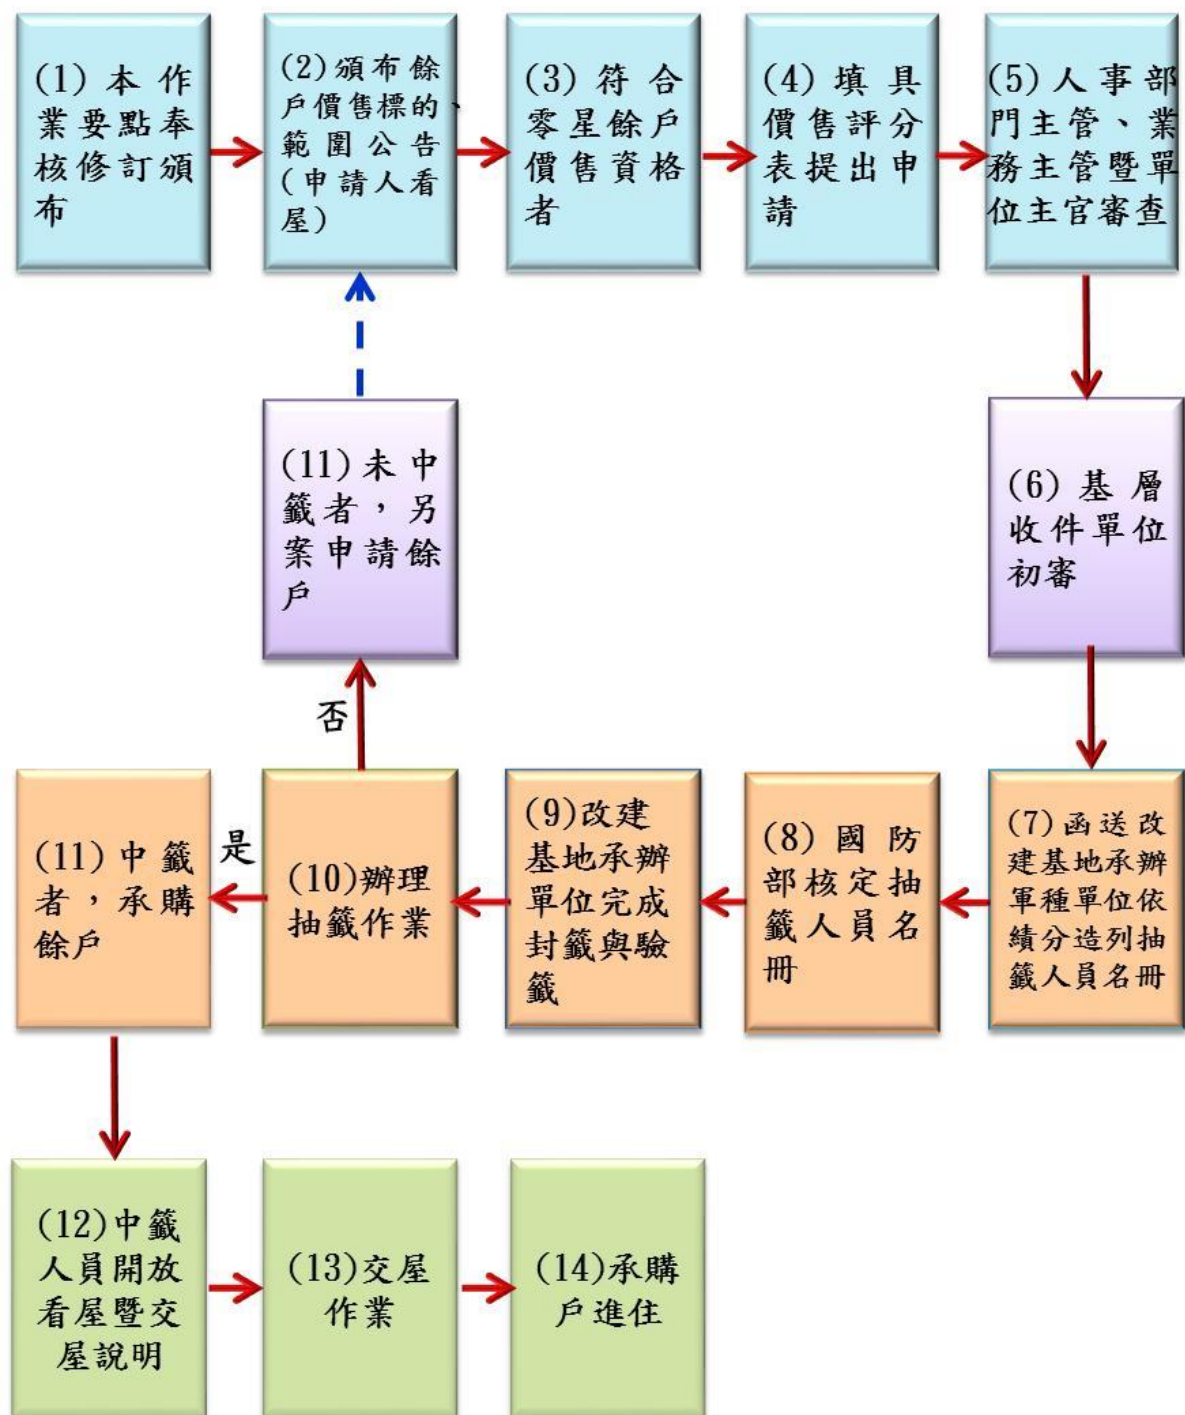 (1)本作
業要點奉
核修訂頒
布
(2)頒布餘
戶價售標的、
範圍公告
(申請人看
屋)
(3)符合
零星餘戶
價售資格
者
(4)填具
價售評分
表提出申
請
(5)人事部
門主管、業
務主管暨單
位主官審查
(6)基層
收件單位
初審
(7)函送改
建基地承辦
軍種單位依
績分造列抽
籤人員名冊
(8)國防
部核定抽
籤人員名
冊
(9)改建
基地承辦
單位完成
封籤與驗
籤
(10)辦理
抽籤作業
否
(11)未中
籤者，另
案申請餘
戶
是
(11)中籤
者，承購
餘戶
(12)中籤
人員開放
看屋暨交
屋說明
(13)交屋
作業
(14)承購
戶進住